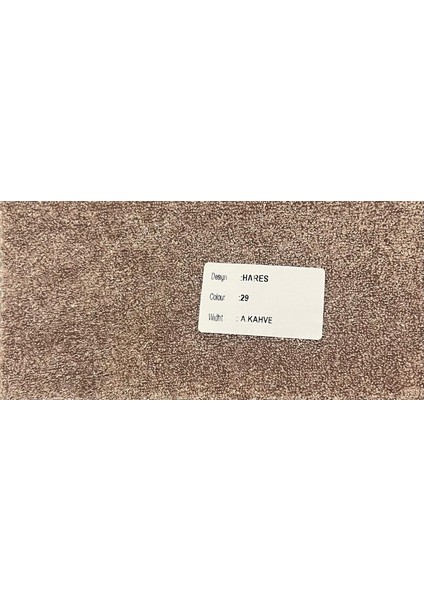 Design :HARES
Colour :29
Widht : A.KAHVE